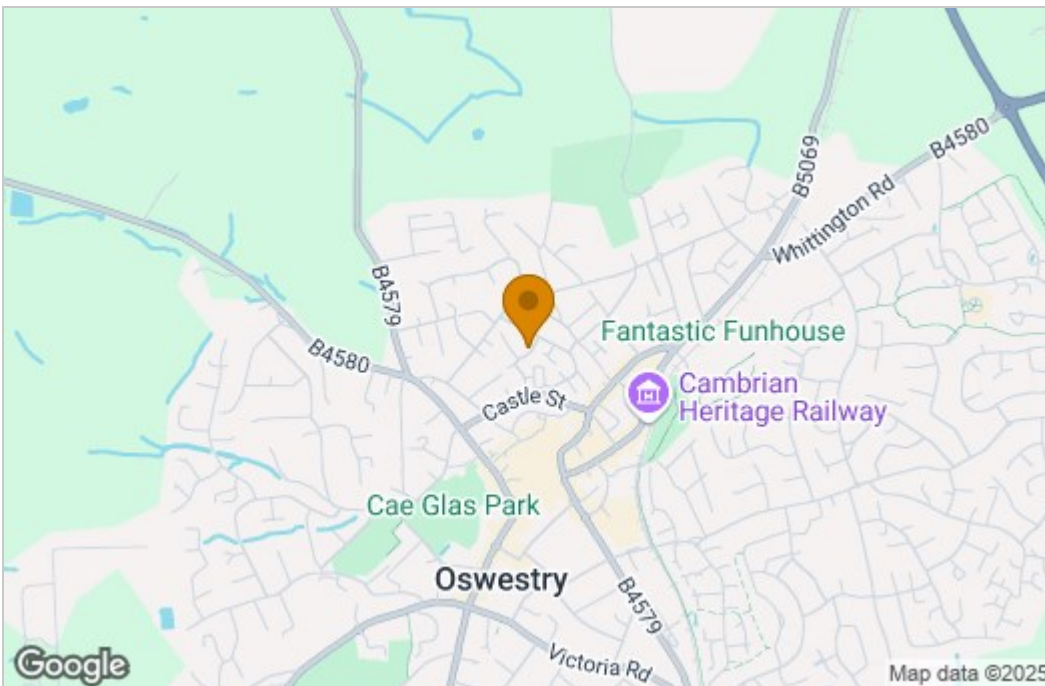 B4580
B5069
Whittington Rd
B4579
Fantastic Funhouse
B4580
Cambrian
Heritage Railway
Castle St
Cae Glas Park
Oswestry
B4579
Victoria Rd
Google
Map data ©2025